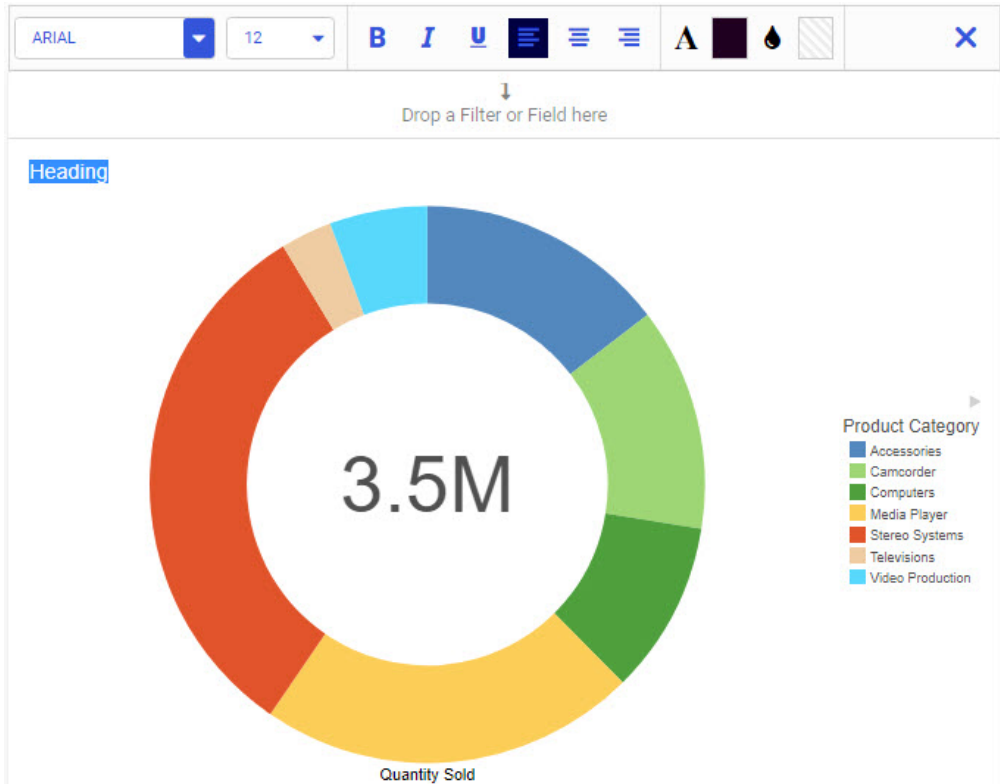 ARIAL 12 B I U A
Drop a Filter or Field here
Heading
3.5M
Product Category
Accessories
Camcorder
Computers
Media Player
Stereo Systems
Televisions
Video Production
Quantity Sold